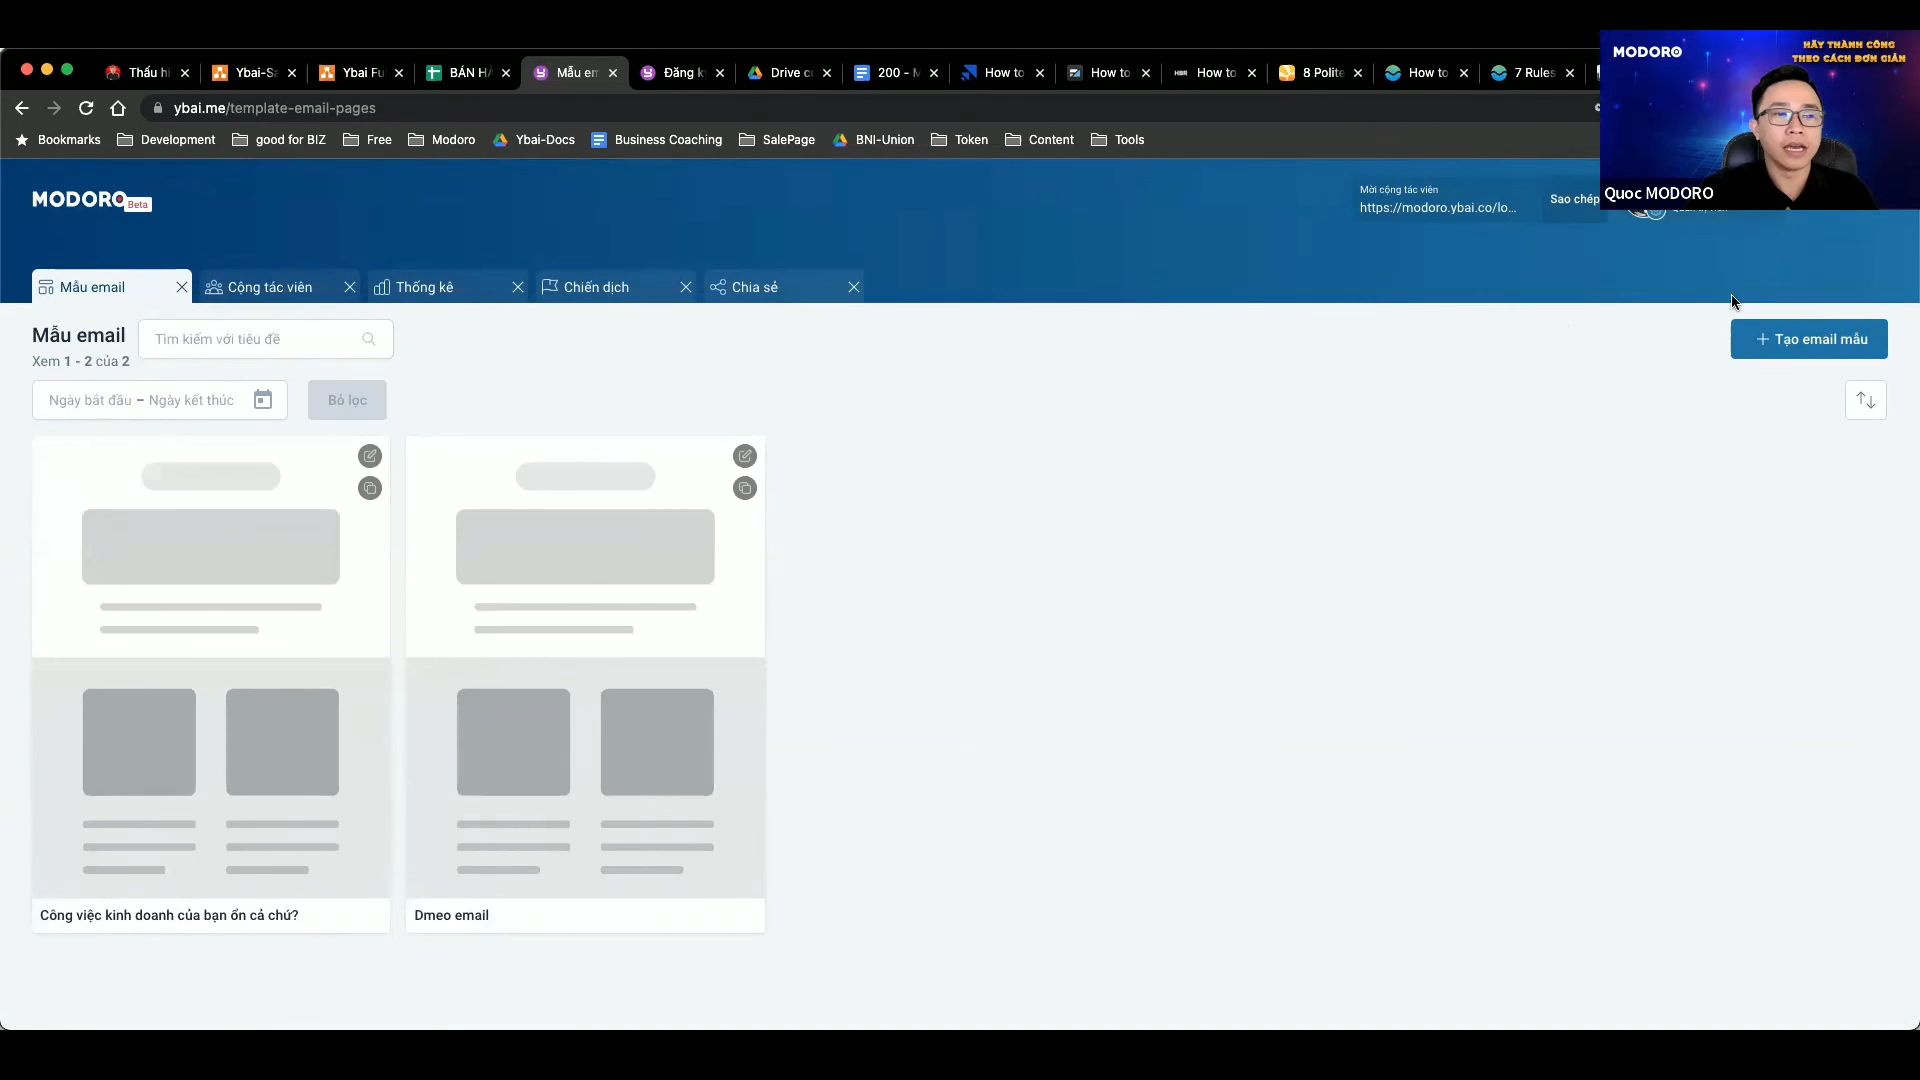 Thấu hi
Ybai-Sa
Ybai Fu
BÁN HÀ
Mẫu em
Đăng k
Drive c
200 - M
How to
How to
HBR
How to
8 Polite
How to
7 Rules
ybai.me/template-email-pages
Bookmarks
Development
good for BIZ
Free
Modoro
Ybai-Docs
Business Coaching
SalePage
BNI-Union
Token
Content
Tools
MODORO
HÃY THÀNH CÔNG
THEO CÁCH ĐƠN GIẢN
Quoc MODORO
MODORO Beta
Mời cộng tác viên
https://modoro.ybai.co/lo...
Sao chép
Mẫu email
Cộng tác viên
Thống kê
Chiến dịch
Chia sẻ
Mẫu email
Tìm kiếm với tiêu đề
+ Tạo email mẫu
Xem 1 - 2 của 2
Ngày bắt đầu – Ngày kết thúc
Bỏ lọc
Công việc kinh doanh của bạn ổn cả chứ?
Dmeo email